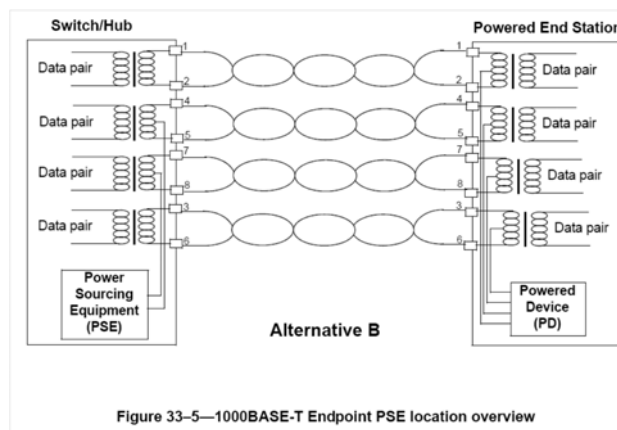 Switch/Hub
Powered End Station
Data pair
1
2
1
2
Data pair
Data pair
4
5
4
5
Data pair
Data pair
7
8
7
8
Data pair
Data pair
3
6
3
6
Data pair
Power
Sourcing
Equipment
(PSE)
Alternative B
Powered
Device
(PD)
Figure 33–5—1000BASE-T Endpoint PSE location overview